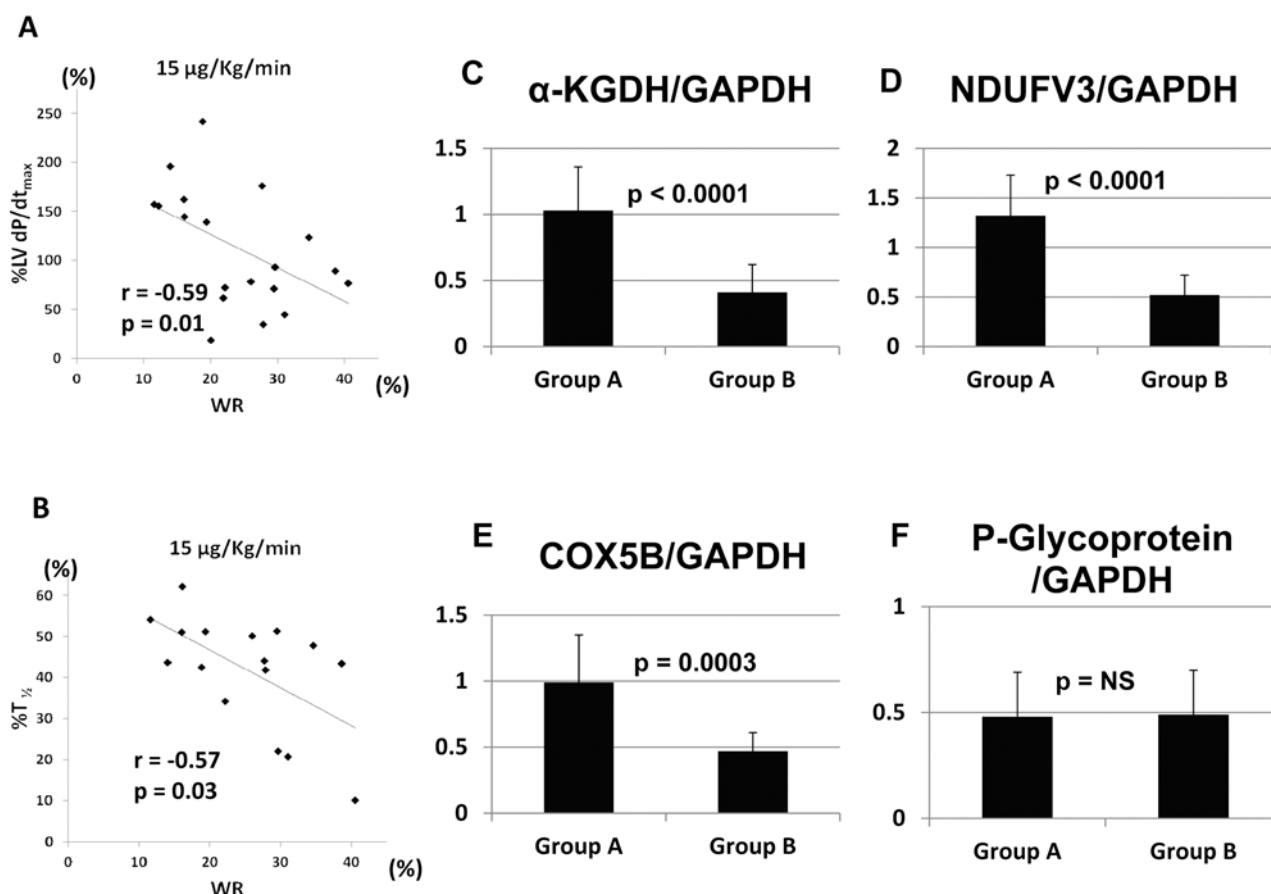 A
15 µg/Kg/min
(%)
250
200
150
100
50
0
%LV dP/dtmax
r = -0.59
p = 0.01
0 10 20 30 40 (%)
WR
B
15 µg/Kg/min
(%)
60
50
40
30
20
10
0
%T ½
r = -0.57
p = 0.03
0 10 20 30 40 (%)
WR
C
α-KGDH/GAPDH
1.5
1
0.5
0
p < 0.0001
Group A Group B
D
NDUFV3/GAPDH
2
1.5
1
0.5
0
p < 0.0001
Group A Group B
E
COX5B/GAPDH
1.5
1
0.5
0
p = 0.0003
Group A Group B
F
P-Glycoprotein
/GAPDH
1
0.5
0
p = NS
Group A Group B